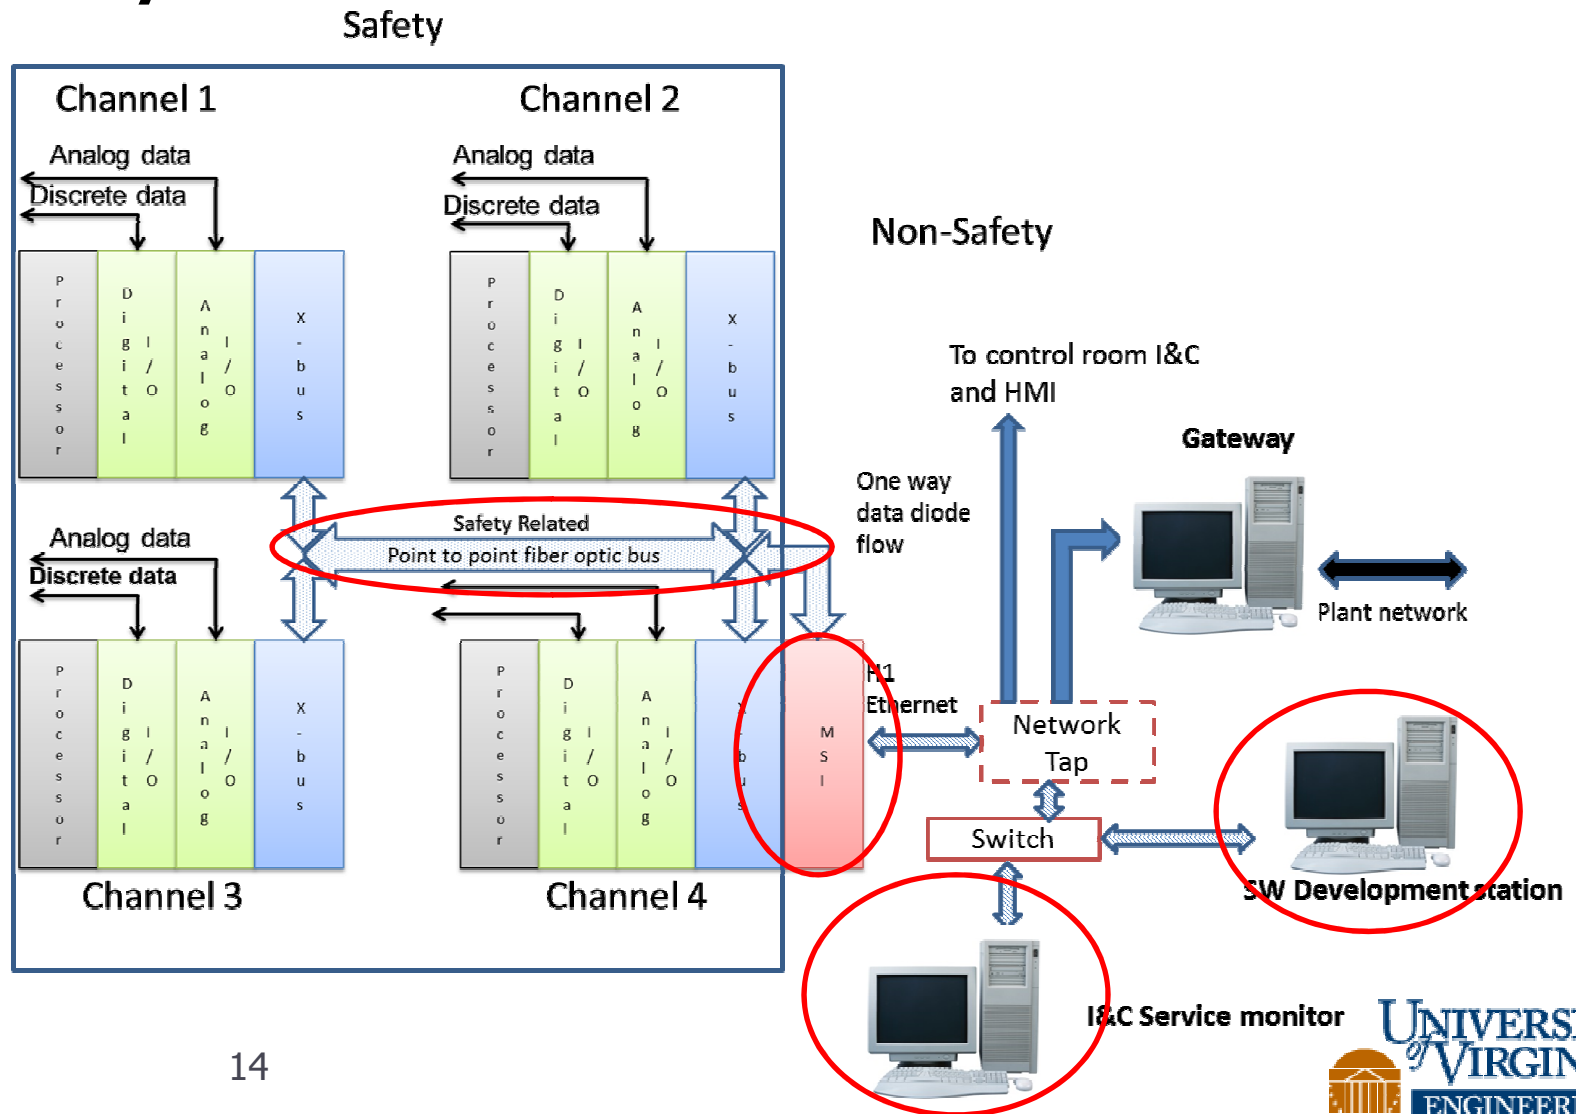 Safety
Channel 1
Channel 2
Analog data
Discrete data
Analog data
Discrete data
Processor
Digital I/O
Analog I/O
X-bus
Processor
Digital I/O
Analog I/O
X-bus
Non-Safety
To control room I&C
and HMI
Gateway
One way
data diode
flow
Safety Related
Point to point fiber optic bus
Analog data
Discrete data
Plant network
Processor
Digital I/O
Analog I/O
X-bus
Processor
Digital I/O
Analog I/O
X-bus
MSI
H1
Ethernet
Network
Tap
Switch
Channel 3
Channel 4
SW Development station
I&C Service monitor
14
of